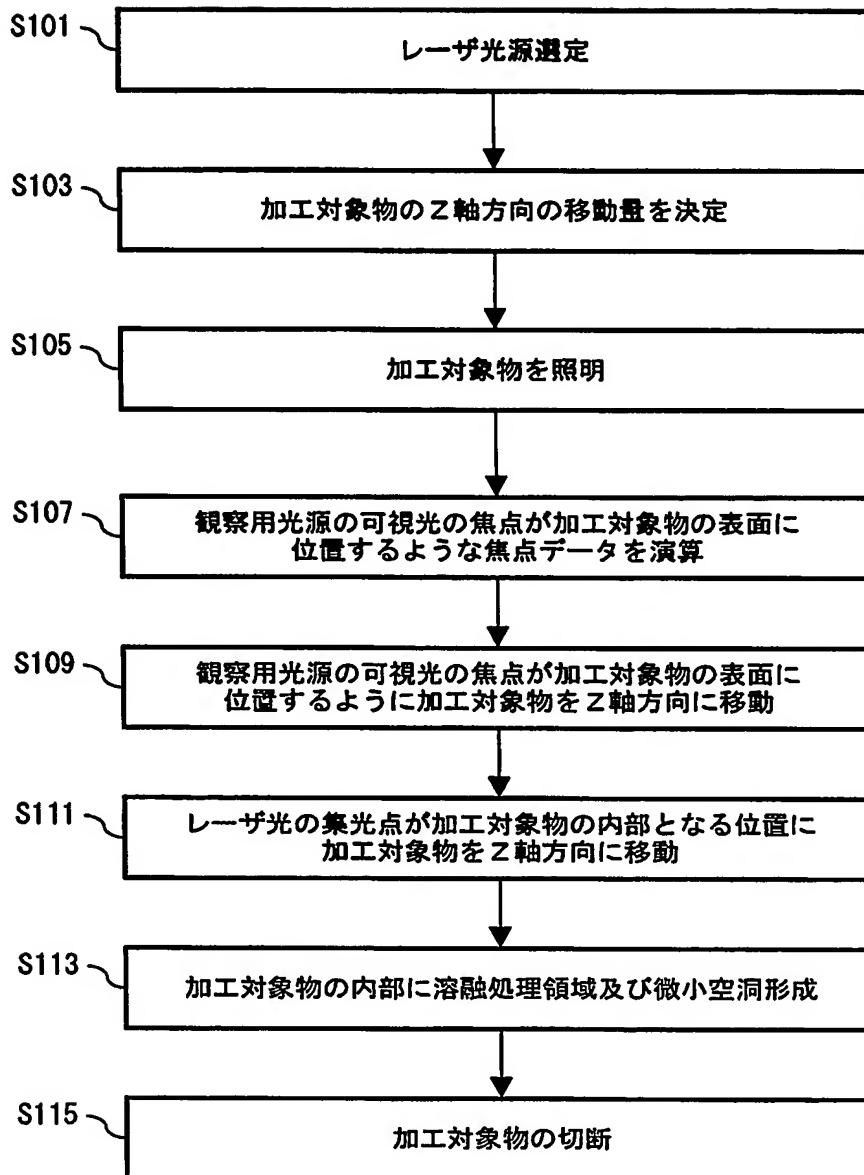 S101
レーザ光源選定
S103
加工対象物のZ軸方向の移動量を決定
S105
加工対象物を照明
S107
観察用光源の可視光の焦点が加工対象物の表面に
位置するような焦点データを演算
S109
観察用光源の可視光の焦点が加工対象物の表面に
位置するように加工対象物をZ軸方向に移動
S111
レーザ光の集光点が加工対象物の内部となる位置に
加工対象物をZ軸方向に移動
S113
加工対象物の内部に溶融処理領域及び微小空洞形成
S115
加工対象物の切断